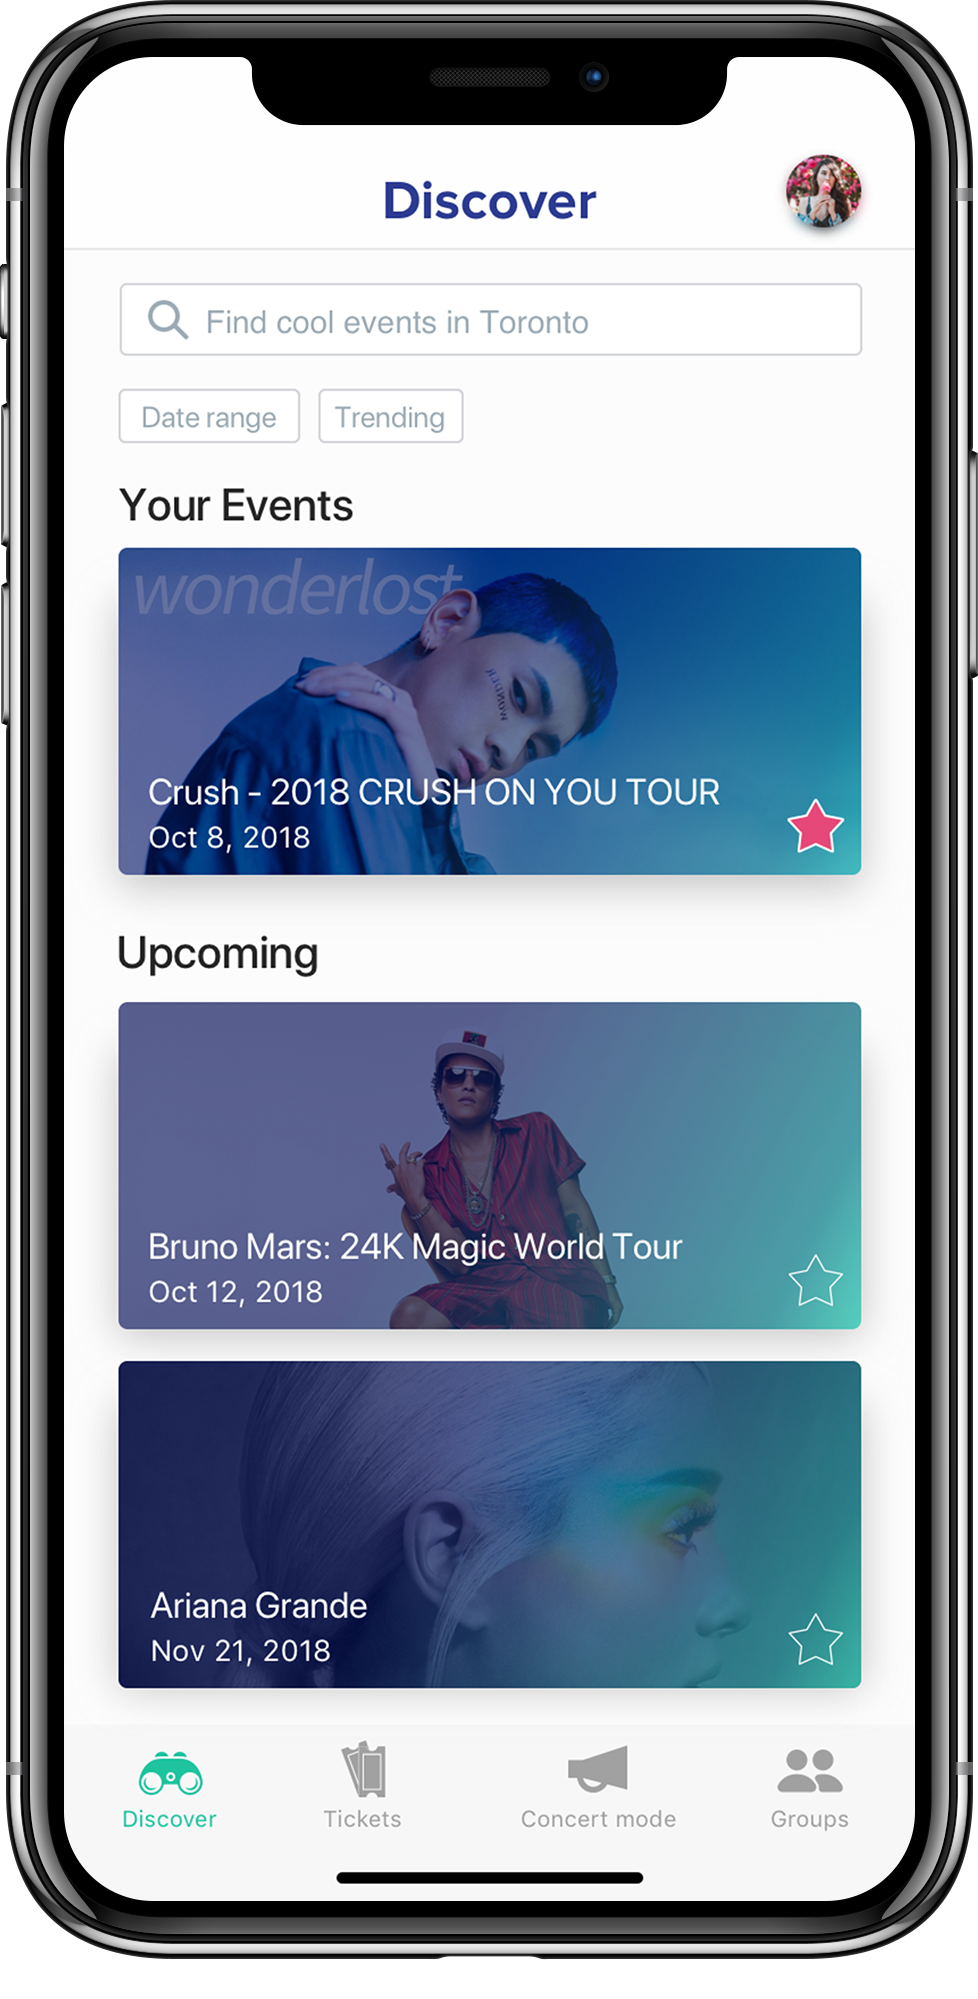 Discover
Find cool events in Toronto
Date range
Trending
Your Events
wonderlost
WONDER
Crush - 2018 CRUSH ON YOU TOUR
Oct 8, 2018
Upcoming
Bruno Mars: 24K Magic World Tour
Oct 12, 2018
Ariana Grande
Nov 21, 2018
Discover
Tickets
Concert mode
Groups